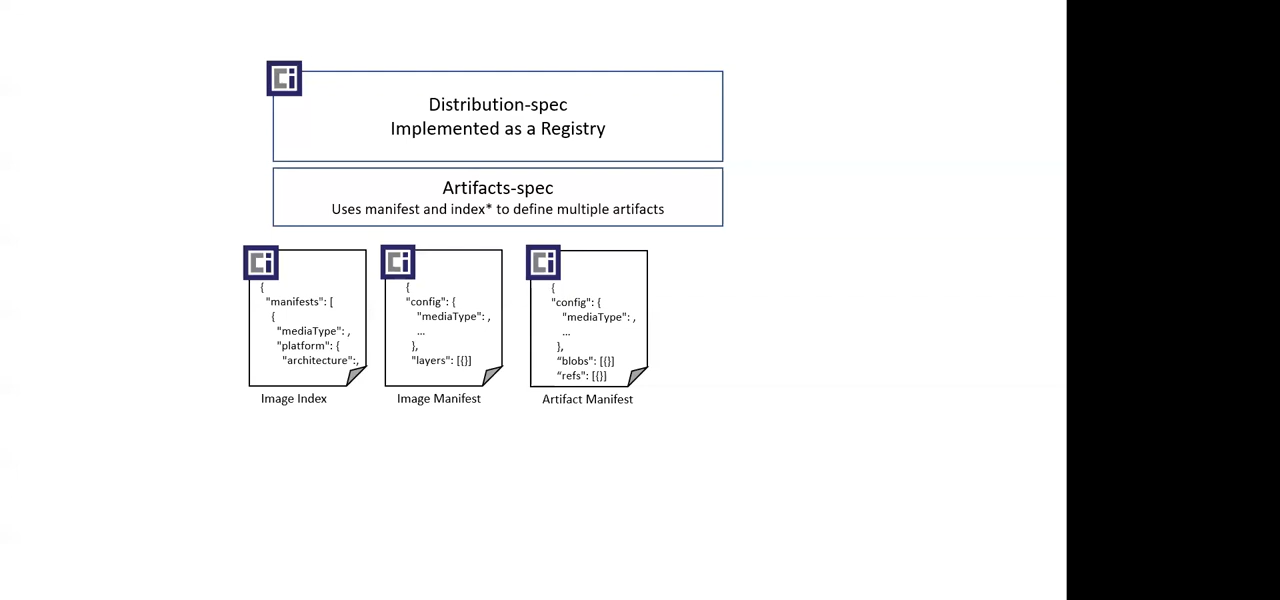 Distribution-spec
Implemented as a Registry
Artifacts-spec
Uses manifest and index* to define multiple artifacts
{
"manifests": [
{
"mediaType": ,
"platform": {
"architecture":,
Image Index
{
"config": {
"mediaType": ,
...
},
"layers": [{}]
Image Manifest
{
"config": {
"mediaType": ,
...
},
“blobs": [{}]
“refs": [{}]
Artifact Manifest